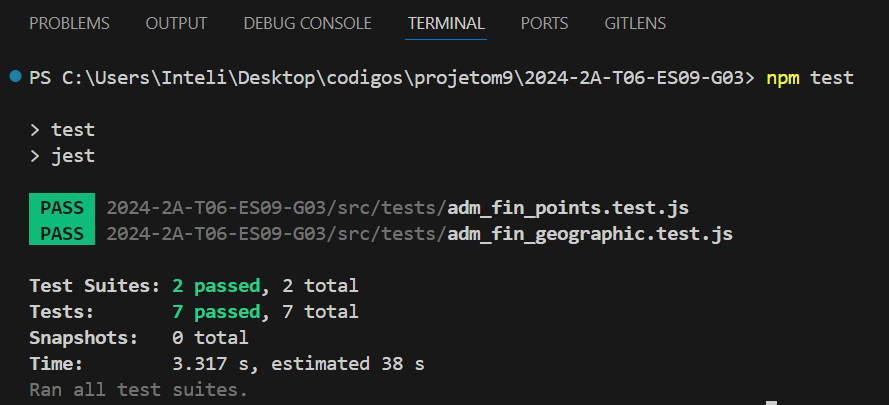 PROBLEMS OUTPUT DEBUG CONSOLE TERMINAL PORTS GITLENS
PS C:\Users\Inteli\Desktop\codigos\projetom9\2024-2A-T06-ES09-G03> npm test
> test
> jest
PASS 2024-2A-T06-ES09-G03/src/tests/adm_fin_points.test.js
PASS 2024-2A-T06-ES09-G03/src/tests/adm_fin_geographic.test.js
Test Suites: 2 passed, 2 total
Tests: 7 passed, 7 total
Snapshots: 0 total
Time: 3.317 s, estimated 38 s
Ran all test suites.